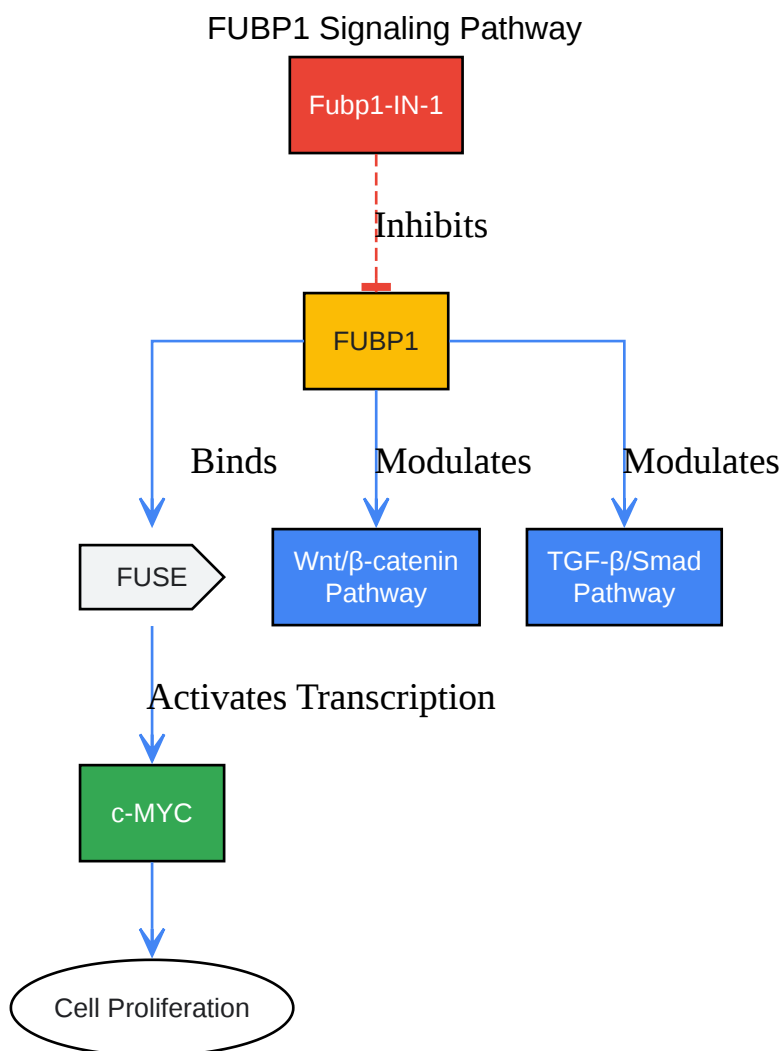 FUBP1 Signaling Pathway
Fubp1-IN-1
Inhibits
FUBP1
Binds
Modulates
Modulates
FUSE
Wnt/β-catenin
Pathway
TGF-β/Smad
Pathway
Activates Transcription
c-MYC
Cell Proliferation